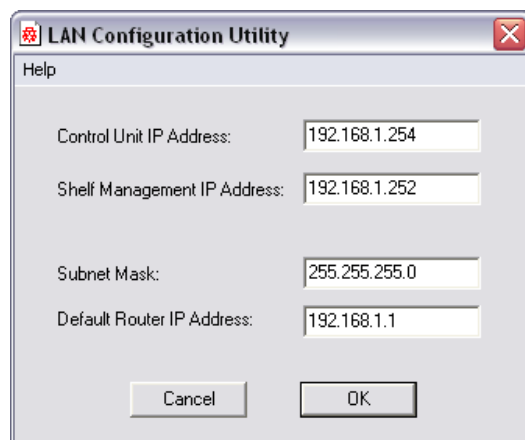 LAN Configuration Utility
Help
Control Unit IP Address: 192.168.1.254
Shelf Management IP Address: 192.168.1.252
Subnet Mask: 255.255.255.0
Default Router IP Address: 192.168.1.1
Cancel OK